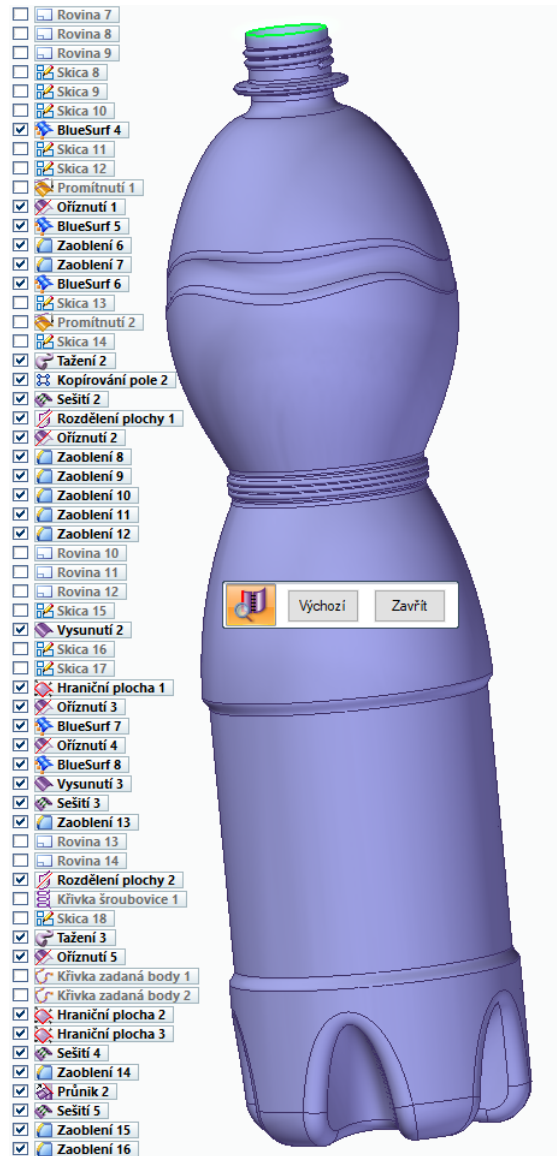 Rovina 7
Rovina 8
Rovina 9
Skica 8
Skica 9
Skica 10
BlueSurf 4
Skica 11
Skica 12
Promítnutí 1
Oříznutí 1
BlueSurf 5
Zaoblení 6
Zaoblení 7
BlueSurf 6
Skica 13
Promítnutí 2
Skica 14
Tažení 2
Kopírování pole 2
Sešití 2
Rozdělení plochy 1
Oříznutí 2
Zaoblení 8
Zaoblení 9
Zaoblení 10
Zaoblení 11
Zaoblení 12
Rovina 10
Rovina 11
Rovina 12
Skica 15
Vysunutí 2
Skica 16
Skica 17
Hraniční plocha 1
Oříznutí 3
BlueSurf 7
Oříznutí 4
BlueSurf 8
Vysunutí 3
Sešití 3
Zaoblení 13
Rovina 13
Rovina 14
Rozdělení plochy 2
Křivka šroubovice 1
Skica 18
Tažení 3
Oříznutí 5
Křivka zadaná body 1
Křivka zadaná body 2
Hraniční plocha 2
Hraniční plocha 3
Sešití 4
Zaoblení 14
Průnik 2
Sešití 5
Zaoblení 15
Zaoblení 16
Výchozí
Zavřít